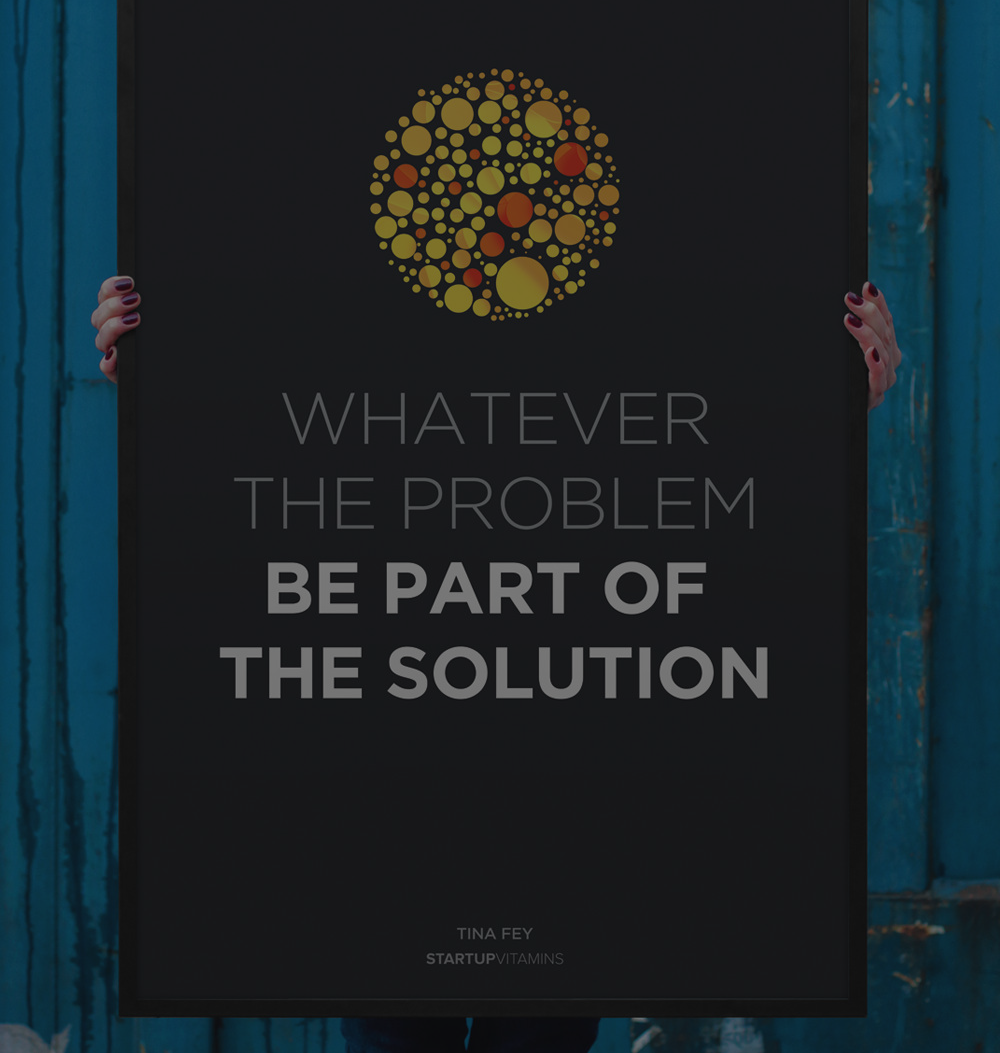 WHATEVER
THE PROBLEM
BE PART OF
THE SOLUTION
TINA FEY
STARTUPVITAMINS